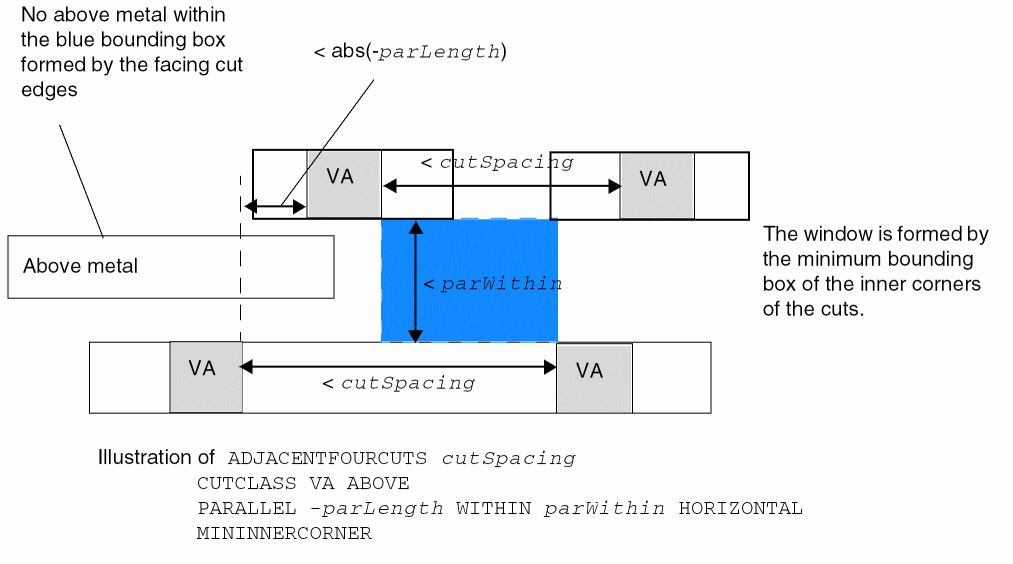 No above metal within
the blue bounding box
formed by the facing cut
edges
< abs(-parLength)
VA
< cutSpacing
VA
Above metal
< parWithin
The window is formed by
the minimum bounding
box of the inner corners
of the cuts.
VA
< cutSpacing
VA
Illustration of ADJACENTFOURCUTS cutSpacing
CUTCLASS VA ABOVE
PARALLEL -parLength WITHIN parWithin HORIZONTAL
MININNERCORNER